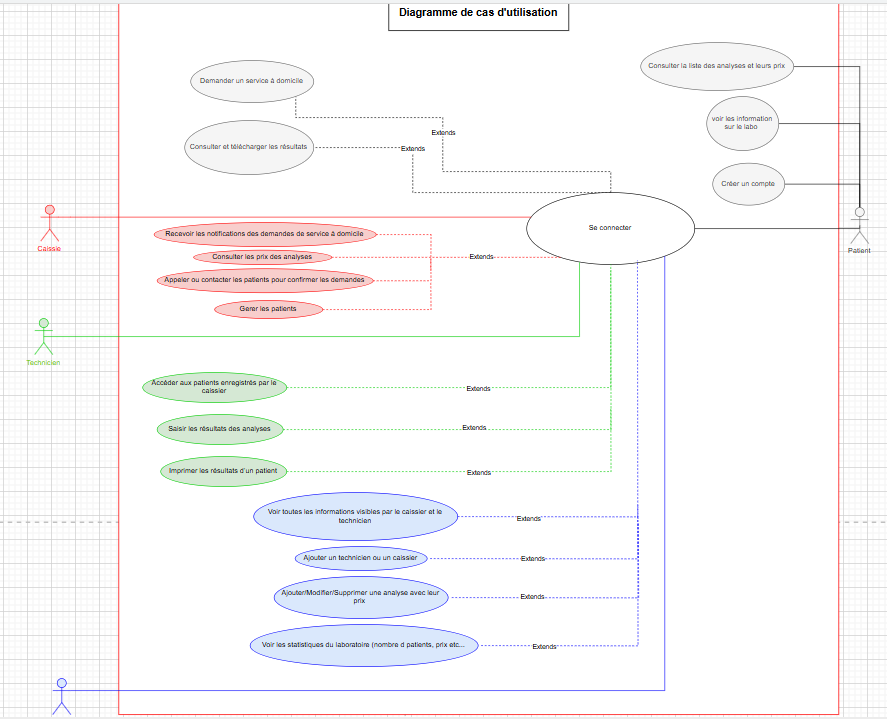 Diagramme de cas d'utilisation
Consulter la liste des analyses et leurs prix
Demander un service à domicile
voir les information
sur le labo
Extends
Consulter et télécharger les résultats
Extends
Créer un compte
Se connecter
Recevoir les notifications des demandes de service à domicile
Caissie
Patient
Consulter les prix des analyses
Extends
Appeler ou contacter les patients pour confirmer les demandes
Gerer les patients
Technicien
Accéder aux patients enregistrés par le
caissier
Extends
Saisir les résultats des analyses
Extends
Imprimer les résultats d'un patient
Extends
Voir toutes les informations visibles par le caissier et le
technicien
Extends
Ajouter un technicien ou un caissier
Extends
Ajouter/Modifier/Supprimer une analyse avec leur
prix
Extends
Voir les statistiques du laboratoire (nombre d patients, prix etc...
Extends